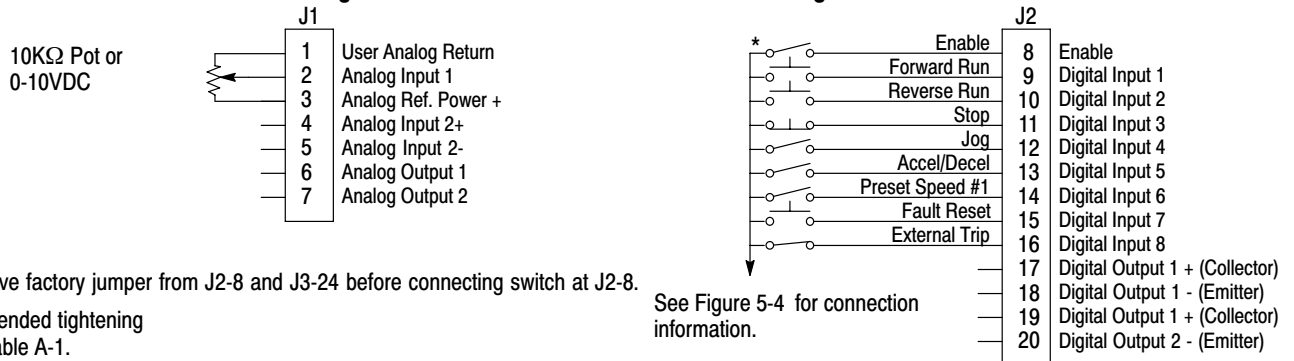 J1
10KΩ Pot or
0-10VDC
1 User Analog Return
2 Analog Input 1
3 Analog Ref. Power +
4 Analog Input 2+
5 Analog Input 2-
6 Analog Output 1
7 Analog Output 2
J2
*
Enable 8 Enable
Forward Run 9 Digital Input 1
Reverse Run 10 Digital Input 2
Stop 11 Digital Input 3
Jog 12 Digital Input 4
Accel/Decel 13 Digital Input 5
Preset Speed #1 14 Digital Input 6
Fault Reset 15 Digital Input 7
External Trip 16 Digital Input 8
17 Digital Output 1 + (Collector)
18 Digital Output 1 - (Emitter)
19 Digital Output 1 + (Collector)
20 Digital Output 2 - (Emitter)
See Figure 5-4 for connection
information.
ve factory jumper from J2-8 and J3-24 before connecting switch at J2-8.
ended tightening
able A-1.